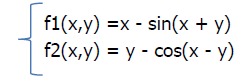 f1(x,y) =x - sin(x + y)
f2(x,y) = y - cos(x - y)